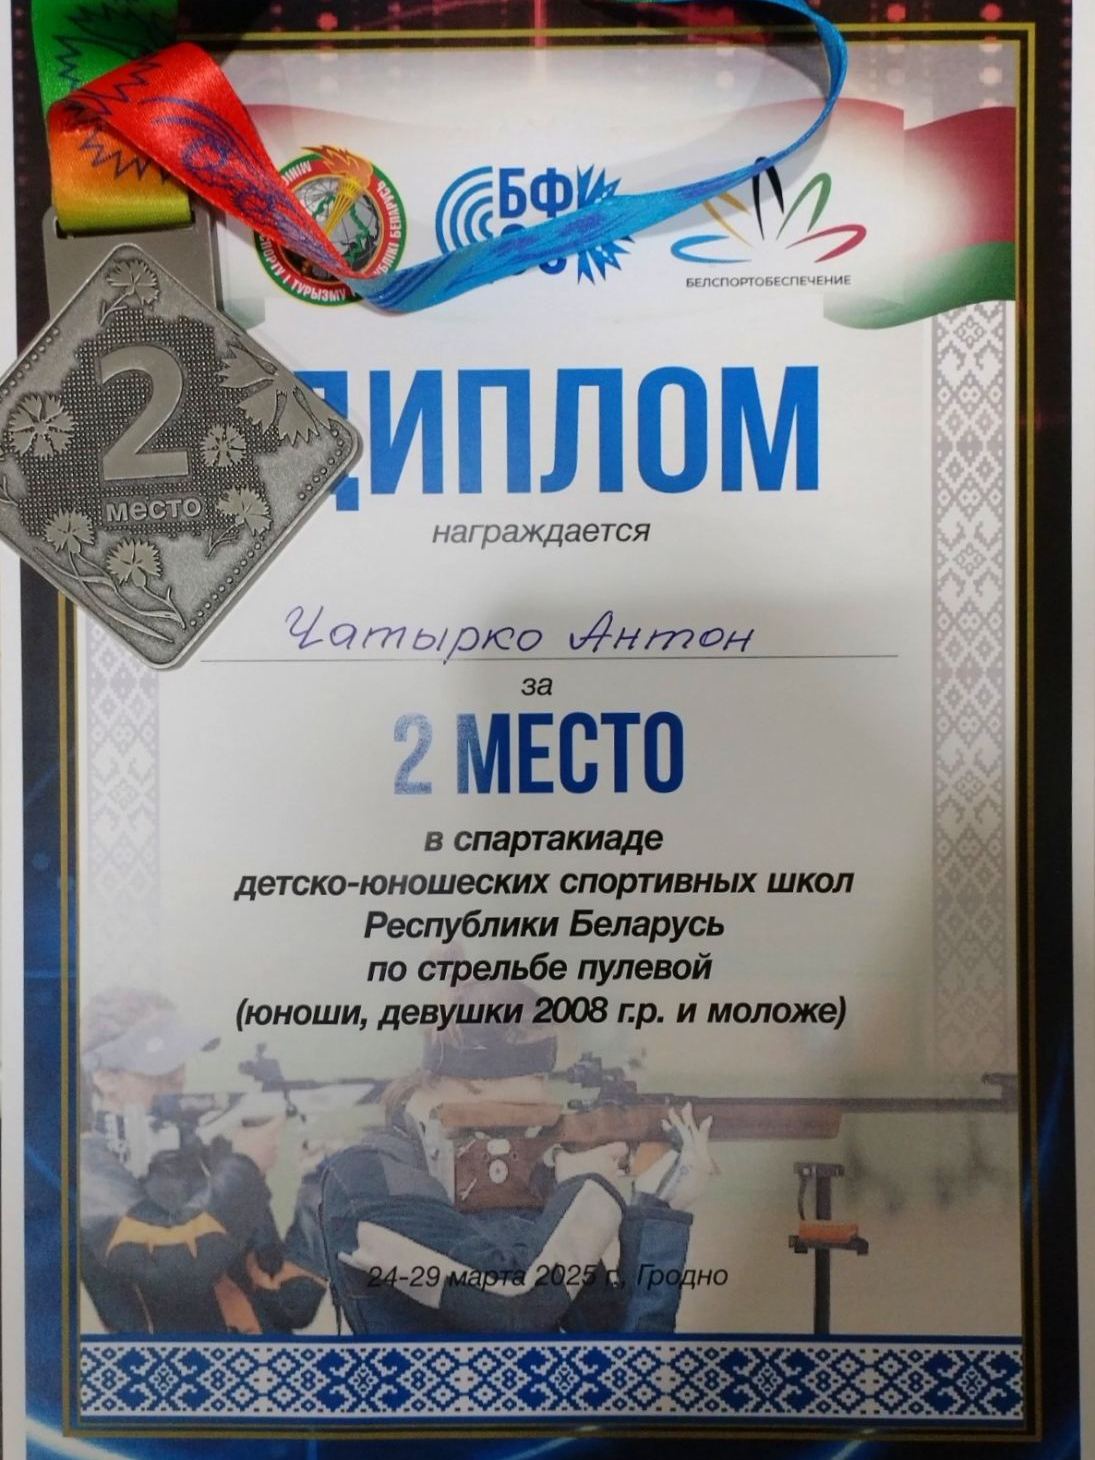 БЕЛСПОРТОБЕСПЕЧЕНИЕ
2
место
ДИПЛОМ
награждается
Чатырко Антон
за
2 МЕСТО
в спартакиаде
детско-юношеских спортивных школ
Республики Беларусь
по стрельбе пулевой
(юноши, девушки 2008 г.р. и моложе)
24-29 марта 2025 г., Гродно